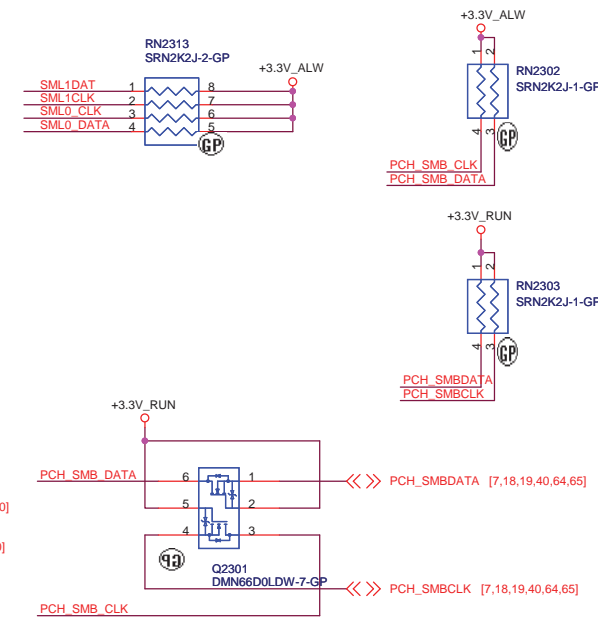 +3.3V_ALW
RN2313
SRN2K2J-2-GP
+3.3V_ALW
SML1DAT 1 8
SML1CLK 2 7
SML0_CLK 3 6
SML0_DATA 4 5
GP
1 2
RN2302
SRN2K2J-1-GP
4 3
GP
PCH_SMB_CLK
PCH_SMB_DATA
+3.3V_RUN
1 2
RN2303
SRN2K2J-1-GP
4 3
GP
PCH_SMBDATA
PCH_SMBCLK
+3.3V_RUN
PCH_SMB_DATA 6 1 PCH_SMBDATA [7,18,19,40,64,65]
5 2
0]
4 3
9]
GP
Q2301
DMN66D0LDW-7-GP
PCH_SMBCLK [7,18,19,40,64,65]
PCH_SMB_CLK